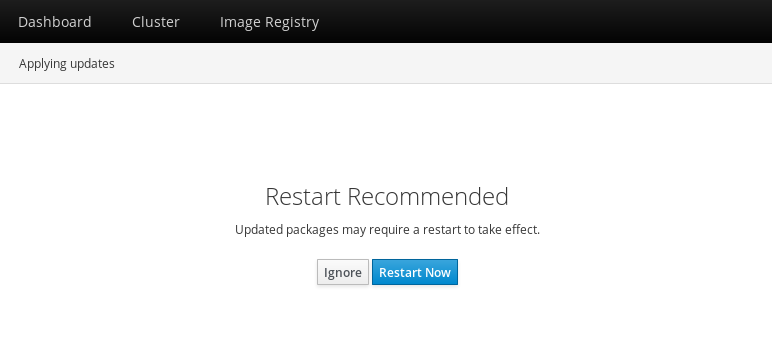 Dashboard Cluster Image Registry
Applying updates
Restart Recommended
Updated packages may require a restart to take effect.
Ignore Restart Now